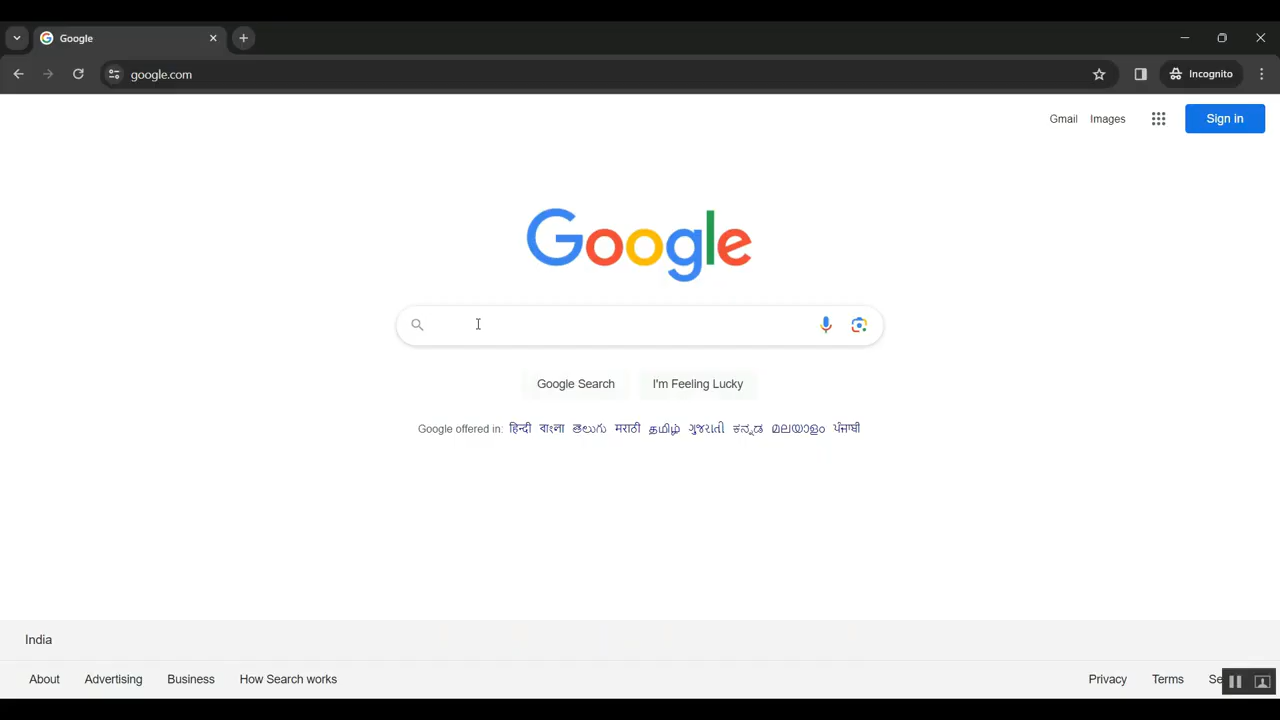 Google
google.com
Incognito
Gmail Images Sign in
Google
Google Search I'm Feeling Lucky
Google offered in: हिन्दी বাংলা తెలుగు मराठी தமிழ் ગુજરાતી ಕನ್ನಡ മലയാളം ਪੰਜਾਬੀ
India
About Advertising Business How Search works Privacy Terms Se